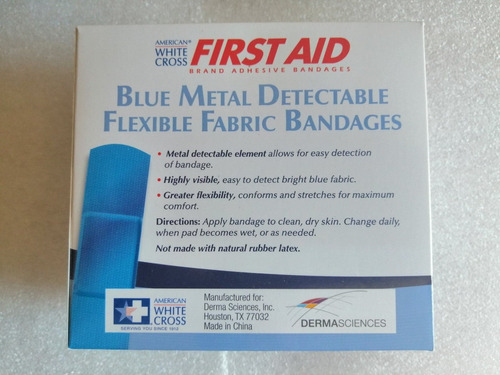 AMERICAN
WHITE
CROSS
FIRST AID
BRAND ADHESIVE BANDAGES
BLUE METAL DETECTABLE
FLEXIBLE FABRIC BANDAGES
• Metal detectable element allows for easy detection
of bandage.
• Highly visible, easy to detect bright blue fabric.
• Greater flexibility, conforms and stretches for maximum
comfort.
Directions: Apply bandage to clean, dry skin. Change daily,
when pad becomes wet, or as needed.
Not made with natural rubber latex.
AMERICAN
WHITE
CROSS
SERVING YOU SINCE 1912
Manufactured for:
Derma Sciences, Inc.
Houston, TX 77032
Made in China
DERMASCIENCES